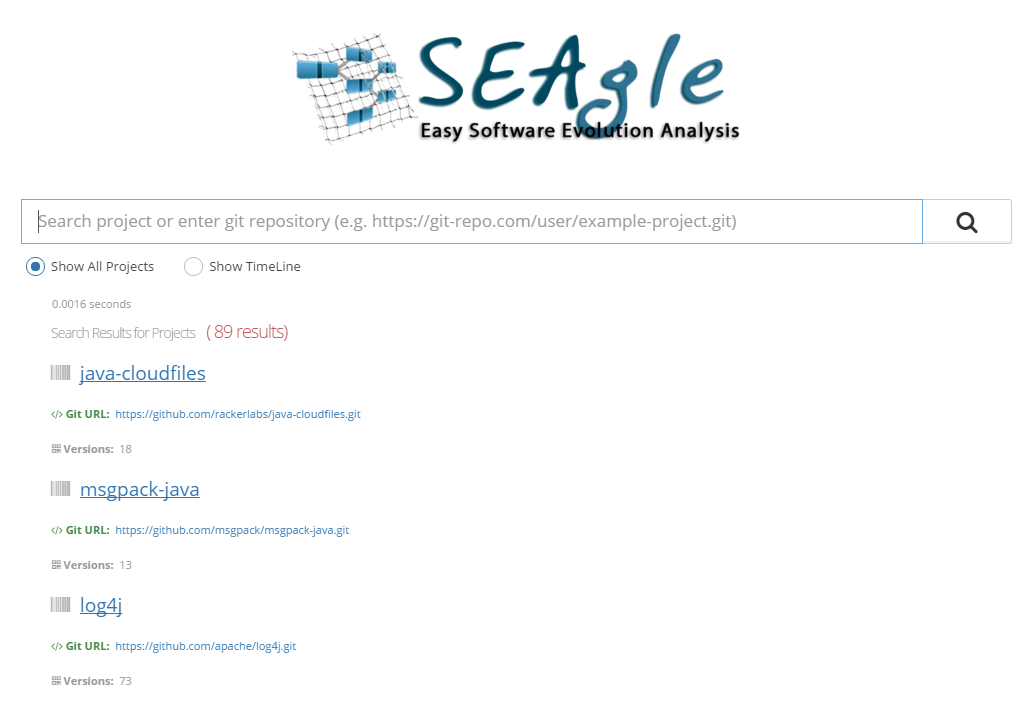 SEAgle
Easy Software Evolution Analysis
Search project or enter git repository (e.g. https://git-repo.com/user/example-project.git)
Show All Projects Show TimeLine
0.0016 seconds
Search Results for Projects ( 89 results)
java-cloudfiles
</> Git URL: https://github.com/rackerlabs/java-cloudfiles.git
Versions: 18
msgpack-java
</> Git URL: https://github.com/msgpack/msgpack-java.git
Versions: 13
log4j
</> Git URL: https://github.com/apache/log4j.git
Versions: 73